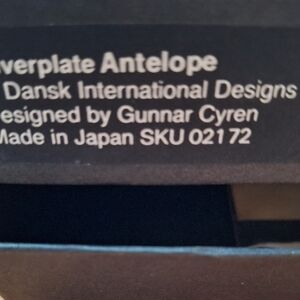 verplate Antelope
Dansk International Designs
esigned by Gunnar Cyren
Made in Japan SKU 02172